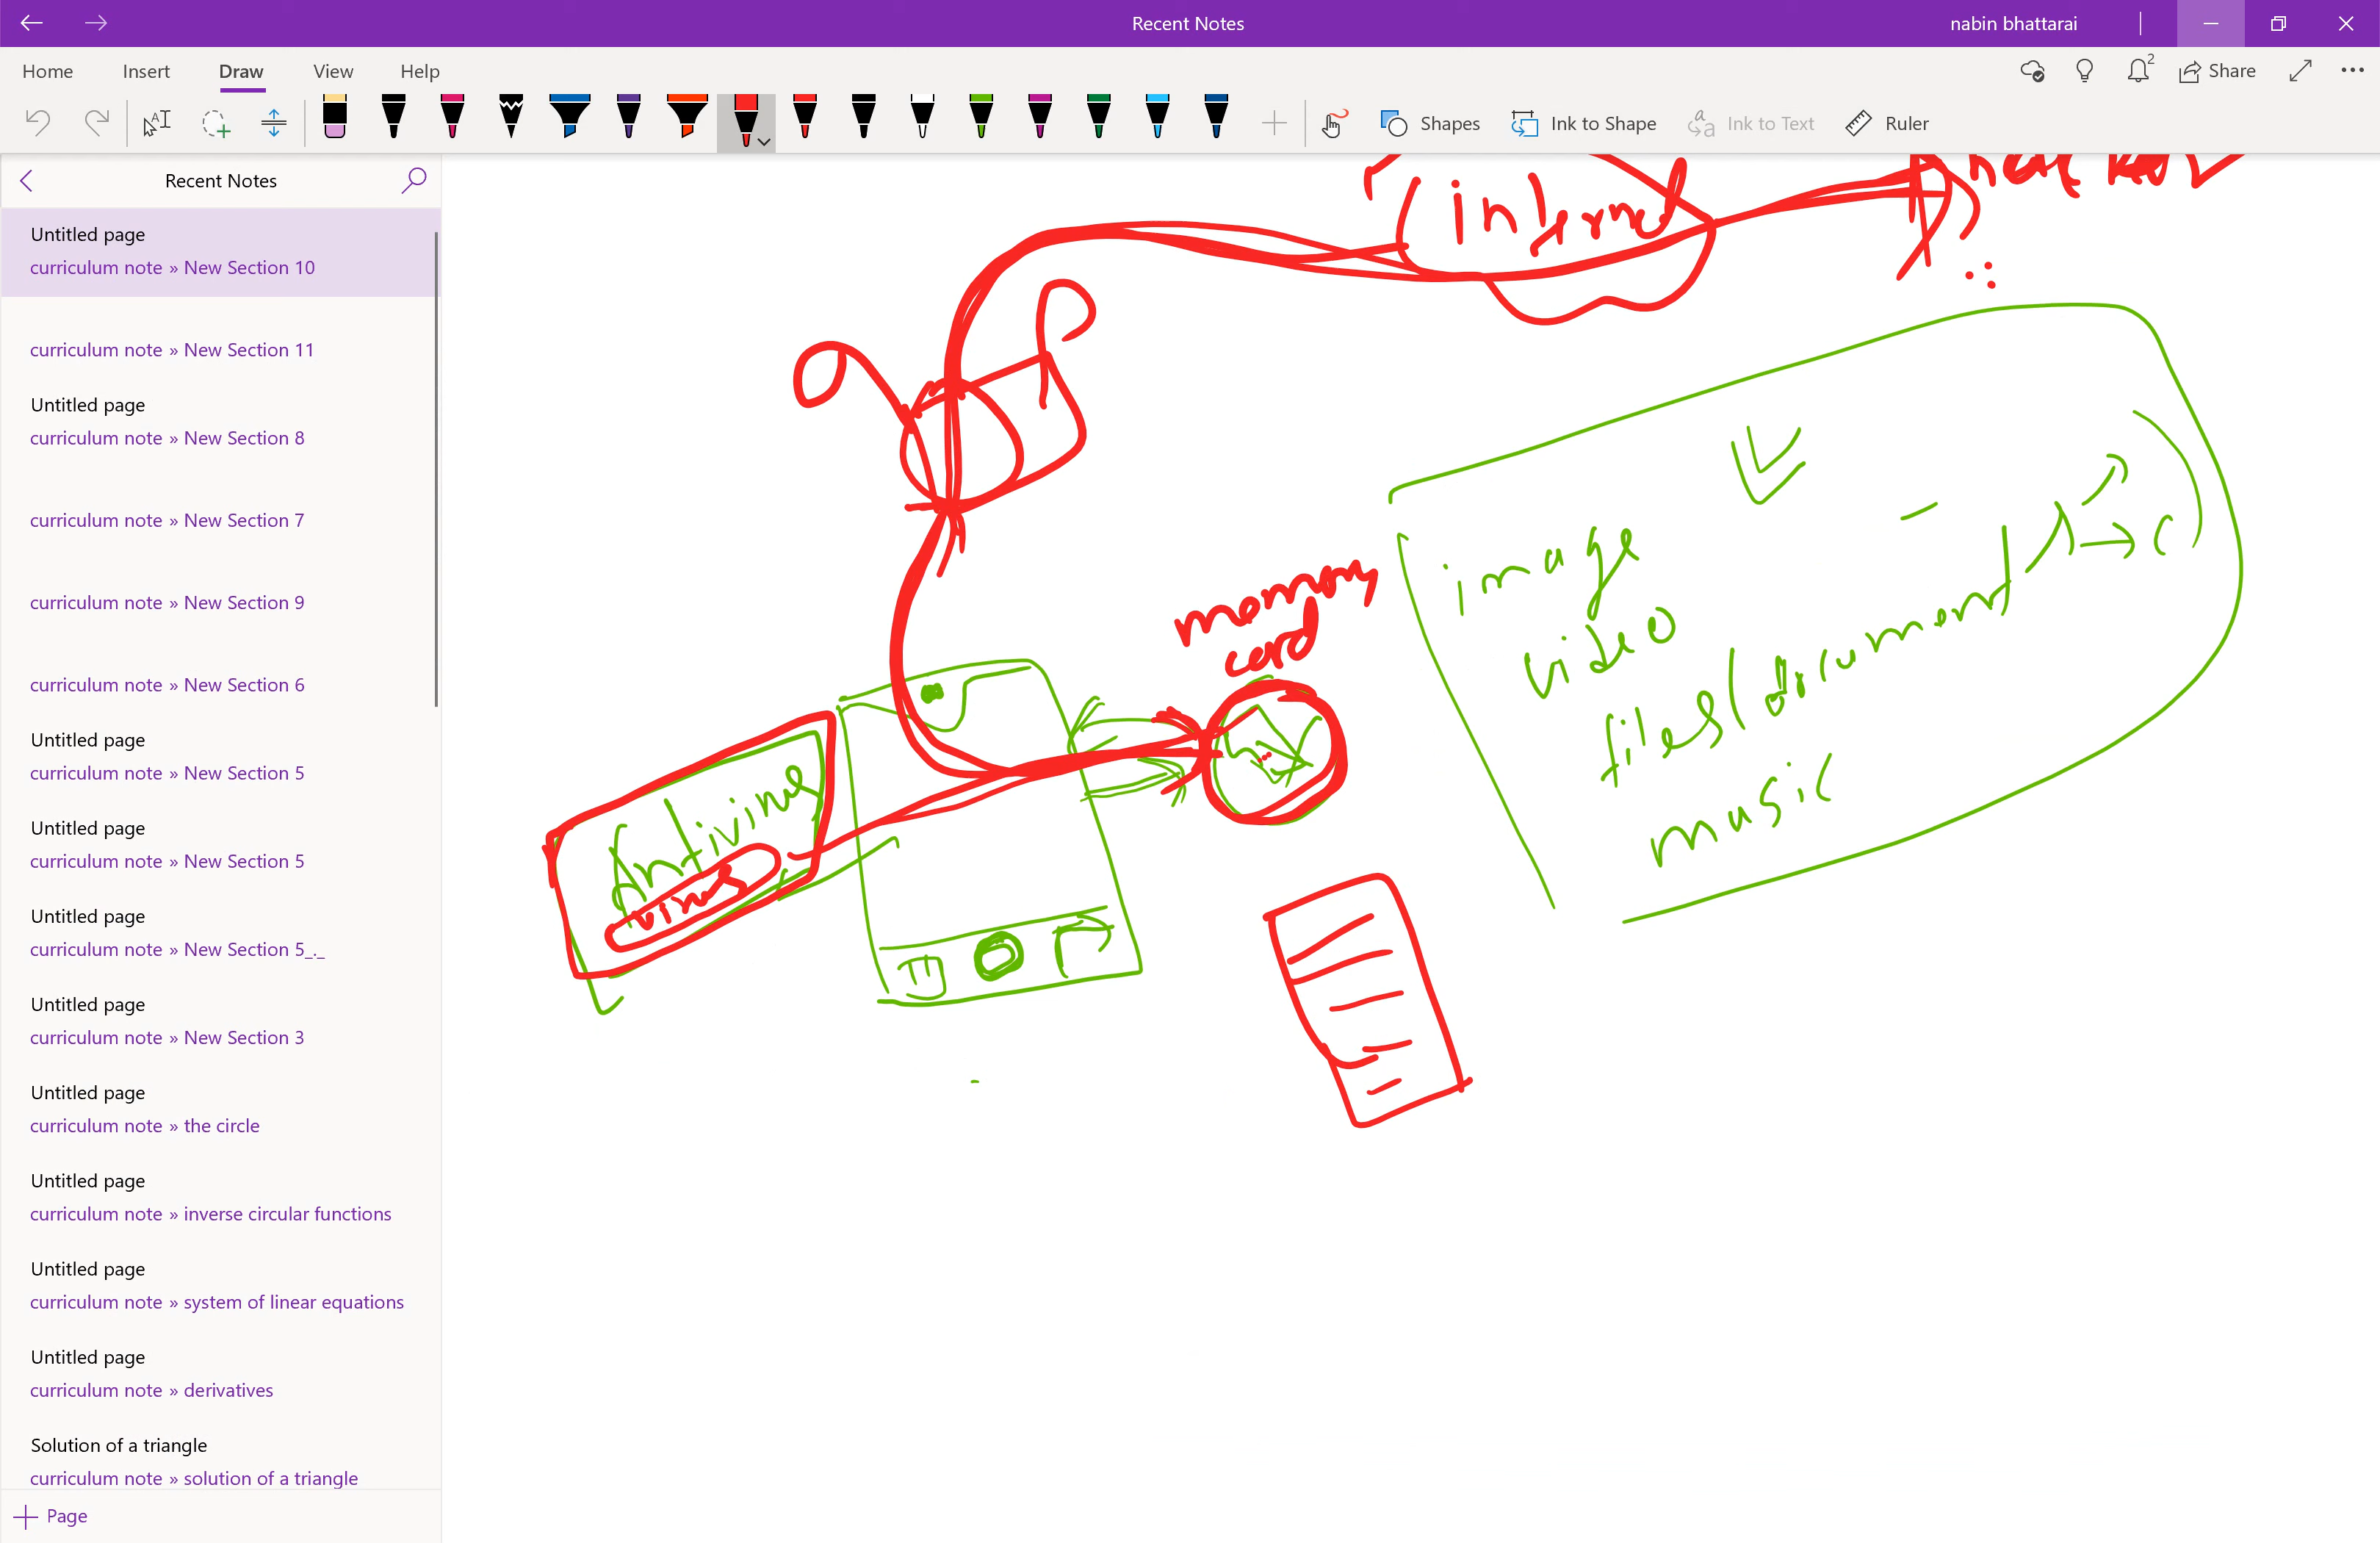 Recent Notes
nabin bhattarai
Home Insert Draw View Help
2
Share
Shapes
Ink to Shape
Ink to Text
Ruler
Recent Notes
Untitled page
curriculum note » New Section 10
curriculum note » New Section 11
Untitled page
curriculum note » New Section 8
curriculum note » New Section 7
curriculum note » New Section 9
curriculum note » New Section 6
Untitled page
curriculum note » New Section 5
Untitled page
curriculum note » New Section 5
Untitled page
curriculum note » New Section 5_._
Untitled page
curriculum note » New Section 3
Untitled page
curriculum note » the circle
Untitled page
curriculum note » inverse circular functions
Untitled page
curriculum note » system of linear equations
Untitled page
curriculum note » derivatives
Solution of a triangle
curriculum note » solution of a triangle
Page
internet
memory
card
Antivirus
virus
image
video
files (document)
music